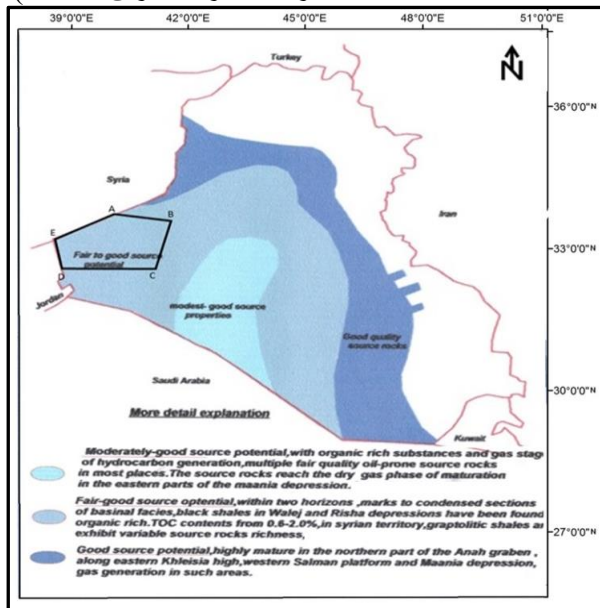 39°0'0"E 42°0'0"E 45°0'0"E 48°0'0"E 51°0'0"E
Turkey
N
36°0'0"N
Syria
A
B
Iran
E
33°0'0"N
Fair to good source
potential
D
C
Jordan
modest- good source
properties
Good quality
source rocks
Saudi Arabia
30°0'0"N
More detail explanation
Kuwait
Moderately-good source potential,with organic rich substances and gas stag
of hydrocarbon generation,multiple fair quality oil-prone source rocks
in most places.The source rocks reach the dry gas phase of maturation
in the eastern parts of the maania depression.
Fair-good source optential,within two horizons ,marks to condensed sections
of basinal facies,black shales in Walej and Risha depressions have been found
organic rich.TOC contents from 0.6-2.0%,in syrian territory,graptolitic shales a
27°0'0"N
exhibit variable source rocks richness,
Good source potential,highly mature in the northern part of the Anah graben ,
along eastern Khleisia high,western Salman platform and Maania depression,
gas generation in such areas.